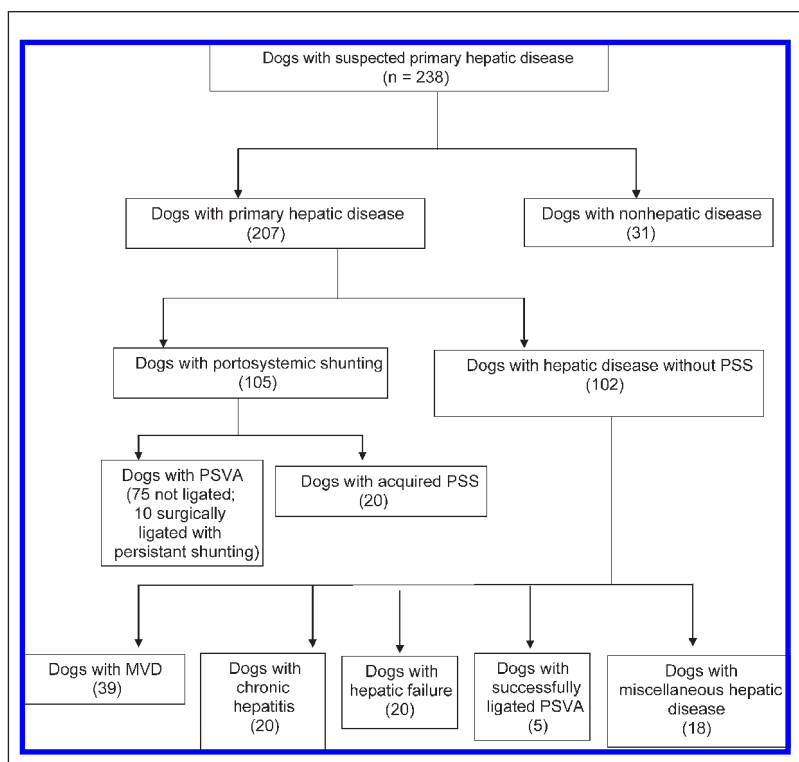 Dogs with suspected primary hepatic disease
(n = 238)
Dogs with primary hepatic disease
(207)
Dogs with nonhepatic disease
(31)
Dogs with portosystemic shunting
(105)
Dogs with hepatic disease without PSS
(102)
Dogs with PSVA
(75 not ligated;
10 surgically
ligated with
persistant shunting)
Dogs with acquired PSS
(20)
Dogs with MVD
(39)
Dogs with
chronic
hepatitis
(20)
Dogs with
hepatic failure
(20)
Dogs with
successfully
ligated PSVA
(5)
Dogs with
miscellaneous hepatic
disease
(18)